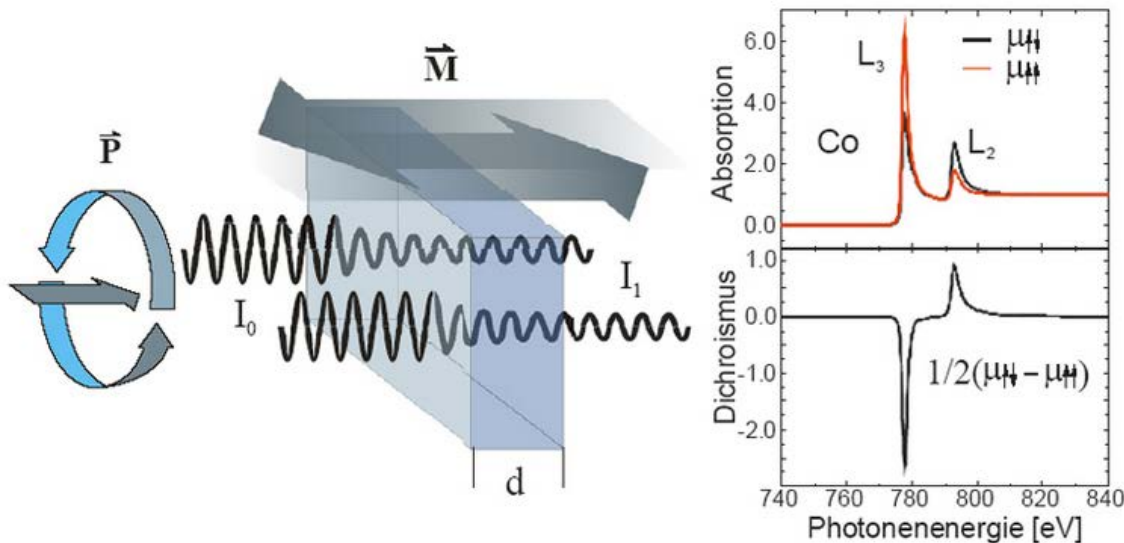 M
P
I₀
I₁
d
Absorption
6.0
4.0
2.0
0.0
L₃
Co
L₂
μ↑↓
μ↑↑
Dichroismus
1.0
0.0
-1.0
-2.0
1/2(μ↑↓ − μ↑↑)
740 760 780 800 820 840
Photonenenergie [eV]